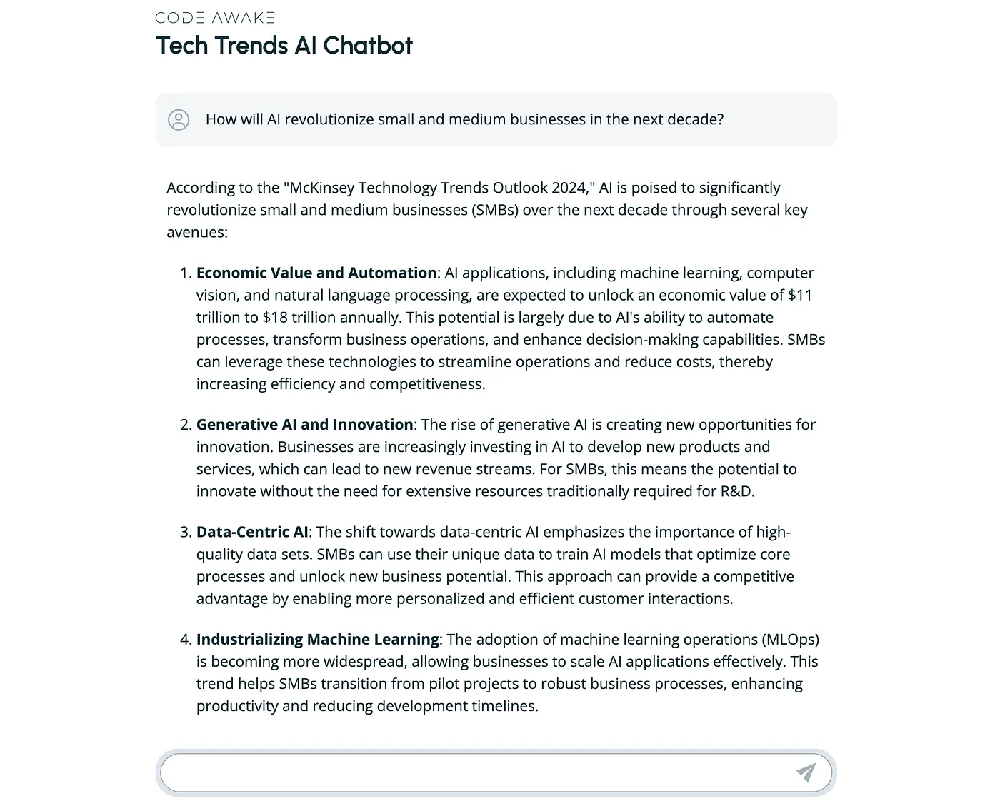 CODE AWAKE
Tech Trends AI Chatbot
How will AI revolutionize small and medium businesses in the next decade?
According to the "McKinsey Technology Trends Outlook 2024," AI is poised to significantly
revolutionize small and medium businesses (SMBs) over the next decade through several key
avenues:
1. Economic Value and Automation: AI applications, including machine learning, computer
vision, and natural language processing, are expected to unlock an economic value of $11
trillion to $18 trillion annually. This potential is largely due to AI's ability to automate
processes, transform business operations, and enhance decision-making capabilities. SMBs
can leverage these technologies to streamline operations and reduce costs, thereby
increasing efficiency and competitiveness.
2. Generative AI and Innovation: The rise of generative AI is creating new opportunities for
innovation. Businesses are increasingly investing in AI to develop new products and
services, which can lead to new revenue streams. For SMBs, this means the potential to
innovate without the need for extensive resources traditionally required for R&D.
3. Data-Centric AI: The shift towards data-centric AI emphasizes the importance of high-
quality data sets. SMBs can use their unique data to train AI models that optimize core
processes and unlock new business potential. This approach can provide a competitive
advantage by enabling more personalized and efficient customer interactions.
4. Industrializing Machine Learning: The adoption of machine learning operations (MLOps)
is becoming more widespread, allowing businesses to scale AI applications effectively. This
trend helps SMBs transition from pilot projects to robust business processes, enhancing
productivity and reducing development timelines.